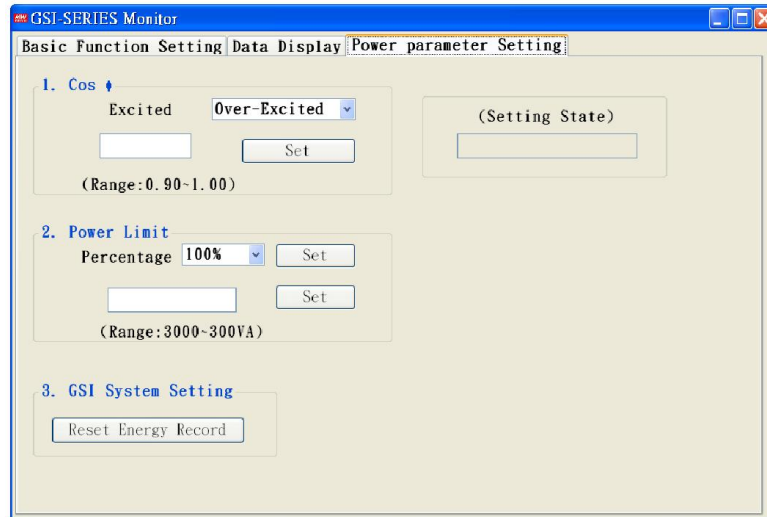 GSI-SERIES Monitor
Basic Function Setting Data Display Power parameter Setting
1. Cos ϕ
Excited Over-Excited
Set
(Range:0.90~1.00)
(Setting State)
2. Power Limit
Percentage 100% Set
Set
(Range:3000~300VA)
3. GSI System Setting
Reset Energy Record